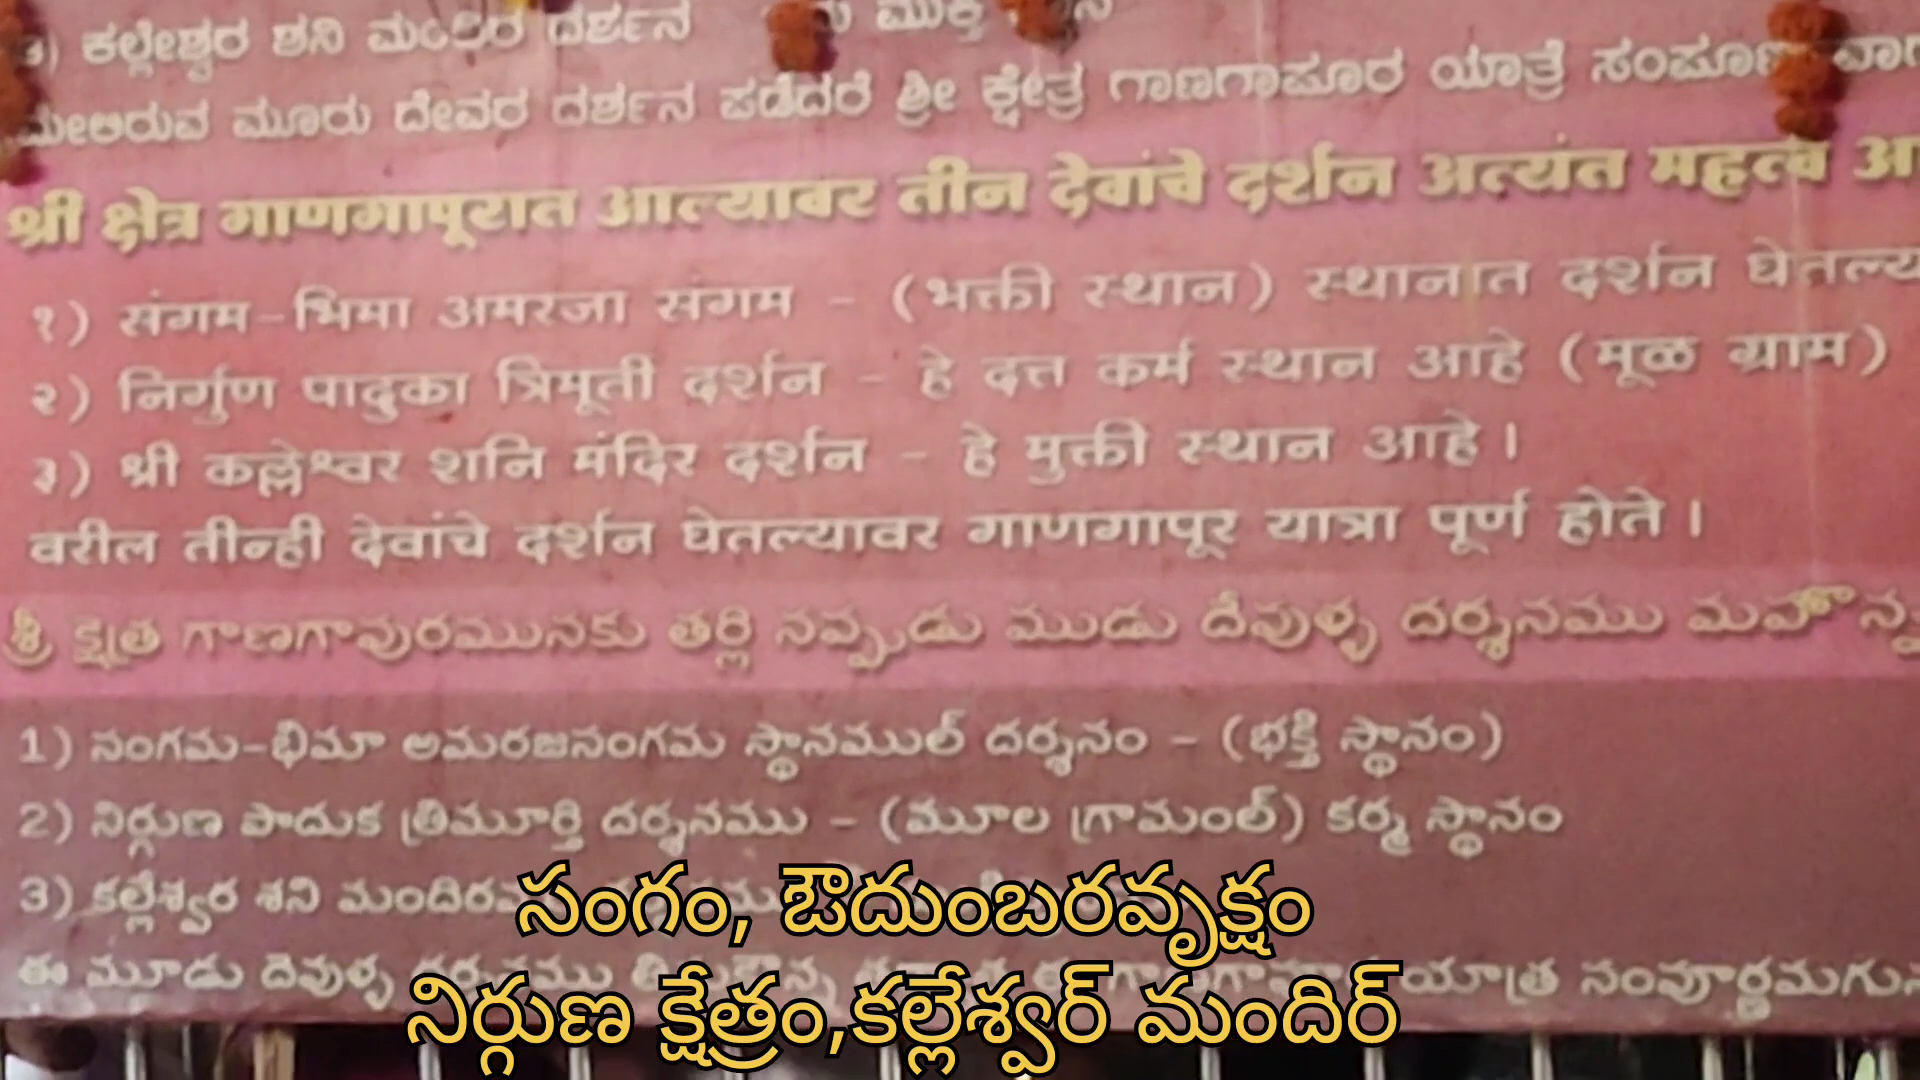 ಕಲ್ಲೇಶ್ವರ ಶನಿ ಮಂದಿರ ದರ್ಶನ
ಮೇಲಿರುವ ಮೂರು ದೇವರ ದರ್ಶನ ಪಡೆದರೆ ಶ್ರೀ ಕ್ಷೇತ್ರ ಗಾಣಗಾಪೂರ ಯಾತ್ರೆ
श्री क्षेत्र गाणगापूरात आल्यावर तीन देवांचे दर्शन अत्यंत महत्व
१) संगम-भिमा अमरजा संगम - (भक्ती स्थान) स्थानात दर्शन
२) निर्गुण पादुका त्रिमूती दर्शन - हे दत्त कर्म स्थान आहे (मूळ ग्राम)
३) श्री कल्लेश्वर शनि मंदिर दर्शन - हे मुक्ती स्थान आहे ।
वरील तीन्ही देवांचे दर्शन घेतल्यावर गाणगापूर यात्रा पूर्ण होते ।
శ్రీ క్షేత్ర గాణగాపురమునకు తర్లి నప్పుడు ముడు దేవుళ్ళ దర్శనము
1) సంగమ-భీమా అమరజసంగమ స్థానముల్ దర్శనం - (భక్తి స్థానం)
2) నిర్గుణ పాదుక త్రిమూర్తి దర్శనము - (మూల గ్రామంల్) కర్మ స్థానం
3) కల్లేశ్వర శని
ఈ మూడు దెవుళ్ళ యాత్ర
సంగం, ఔదుంబరవృక్షం
నిర్గుణ క్షేత్రం,కల్లేశ్వర్ మందిర్